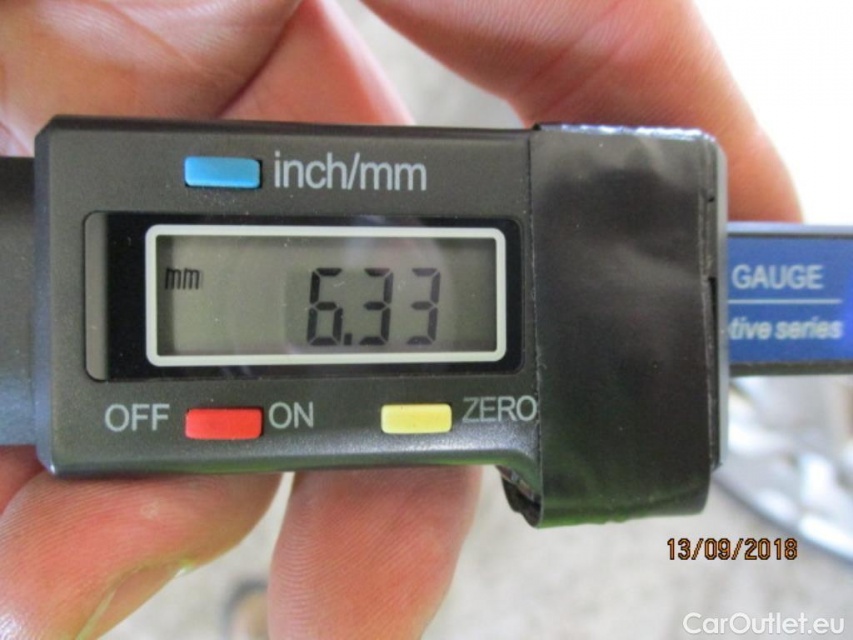 inch/mm
mm
6.33
OFF ON ZERO
GAUGE
tive series
13/09/2018
CarOutlet.eu